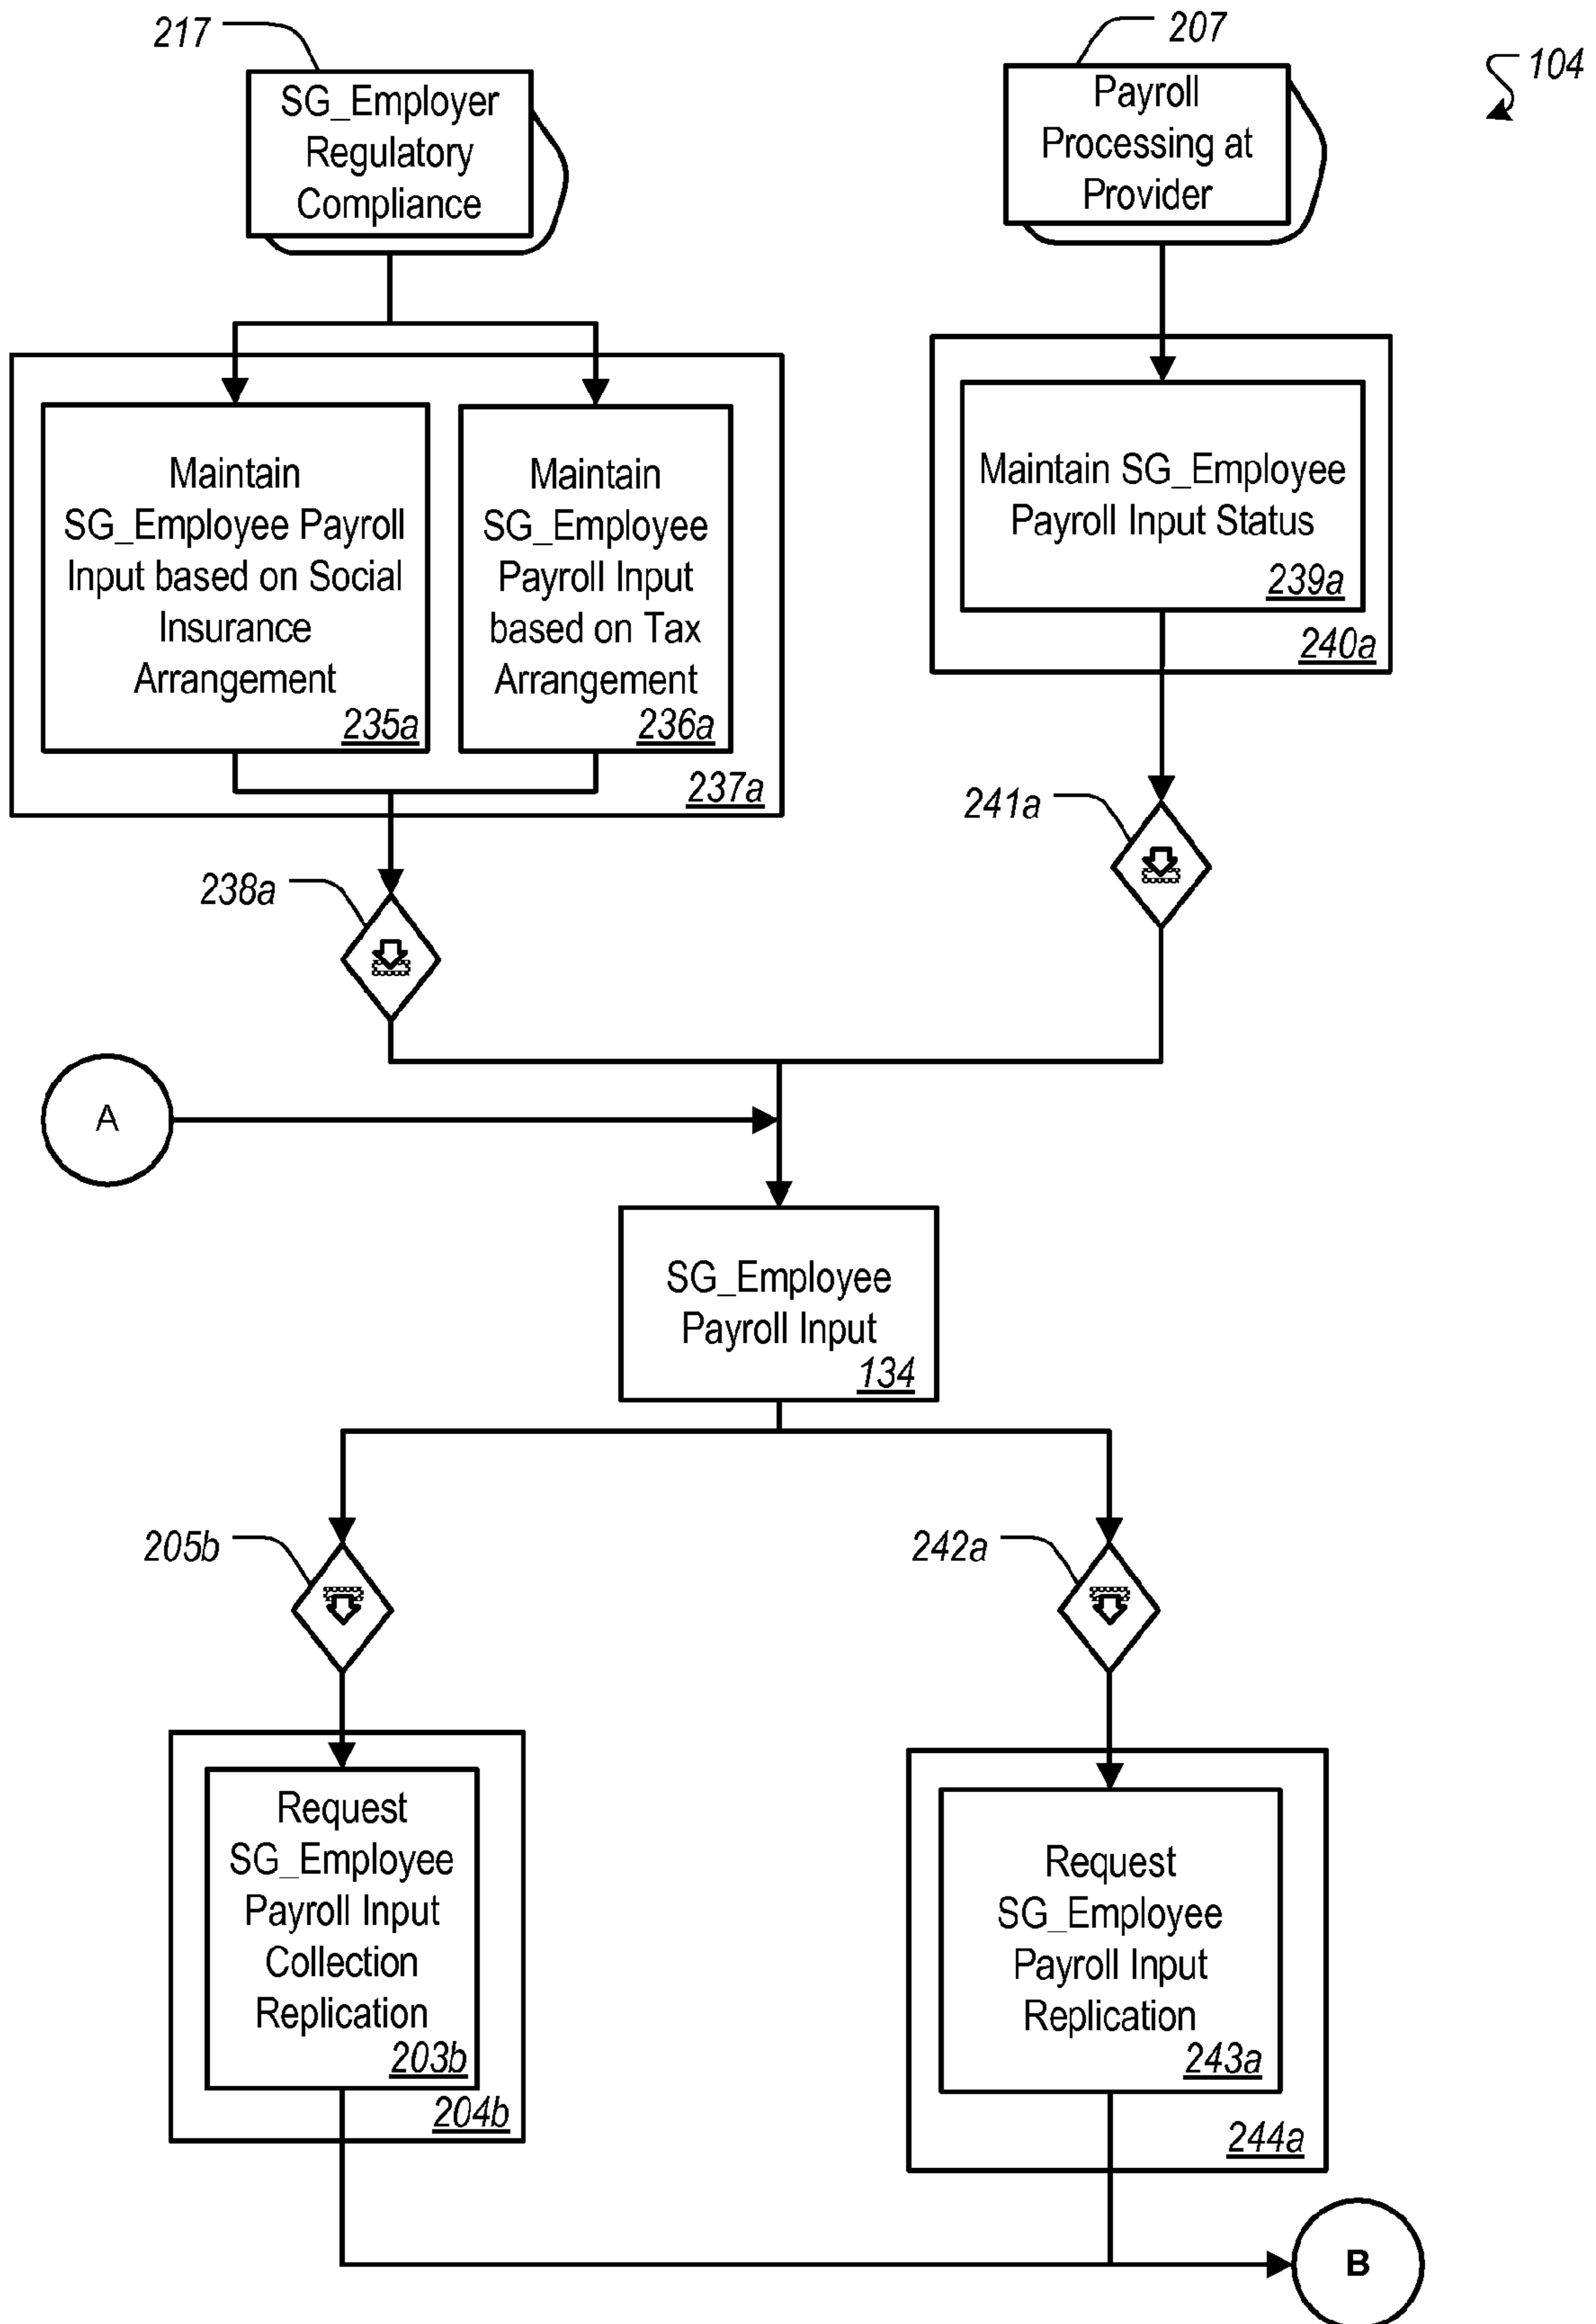 217
SG_Employer
Regulatory
Compliance
207
Payroll
Processing at
Provider
104
Maintain
SG_Employee Payroll
Input based on Social
Insurance
Arrangement
235a
Maintain
SG_Employee
Payroll Input
based on Tax
Arrangement
236a
237a
Maintain SG_Employee
Payroll Input Status
239a
240a
238a
241a
A
SG_Employee
Payroll Input
134
205b
242a
Request
SG_Employee
Payroll Input
Collection
Replication
203b
204b
Request
SG_Employee
Payroll Input
Replication
243a
244a
B